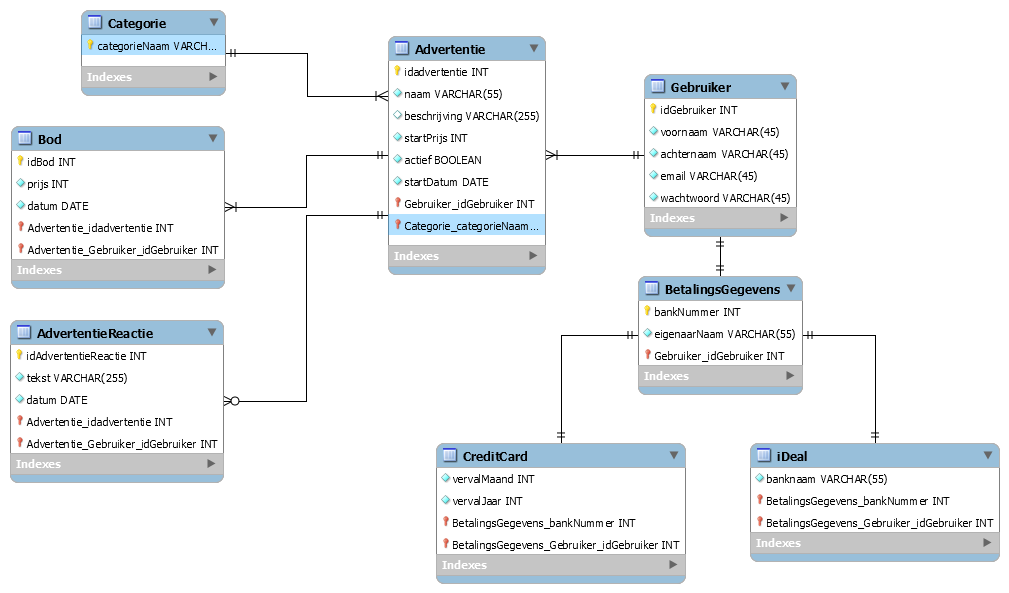 Categorie
categorieNaam VARCH...
Indexes
Bod
idBod INT
prijs INT
datum DATE
Advertentie_idadvertentie INT
Advertentie_Gebruiker_idGebruiker INT
Indexes
AdvertentieReactie
idAdvertentieReactie INT
tekst VARCHAR(255)
datum DATE
Advertentie_idadvertentie INT
Advertentie_Gebruiker_idGebruiker INT
Indexes
Advertentie
idadvertentie INT
naam VARCHAR(55)
beschrijving VARCHAR(255)
startPrijs INT
actief BOOLEAN
startDatum DATE
Gebruiker_idGebruiker INT
Categorie_categorieNaam...
Indexes
Gebruiker
idGebruiker INT
voornaam VARCHAR(45)
achternaam VARCHAR(45)
email VARCHAR(45)
wachtwoord VARCHAR(45)
Indexes
BetalingsGegevens
bankNummer INT
eigenaarNaam VARCHAR(55)
Gebruiker_idGebruiker INT
Indexes
CreditCard
vervalMaand INT
vervalJaar INT
BetalingsGegevens_bankNummer INT
BetalingsGegevens_Gebruiker_idGebruiker INT
Indexes
iDeal
banknaam VARCHAR(55)
BetalingsGegevens_bankNummer INT
BetalingsGegevens_Gebruiker_idGebruiker INT
Indexes